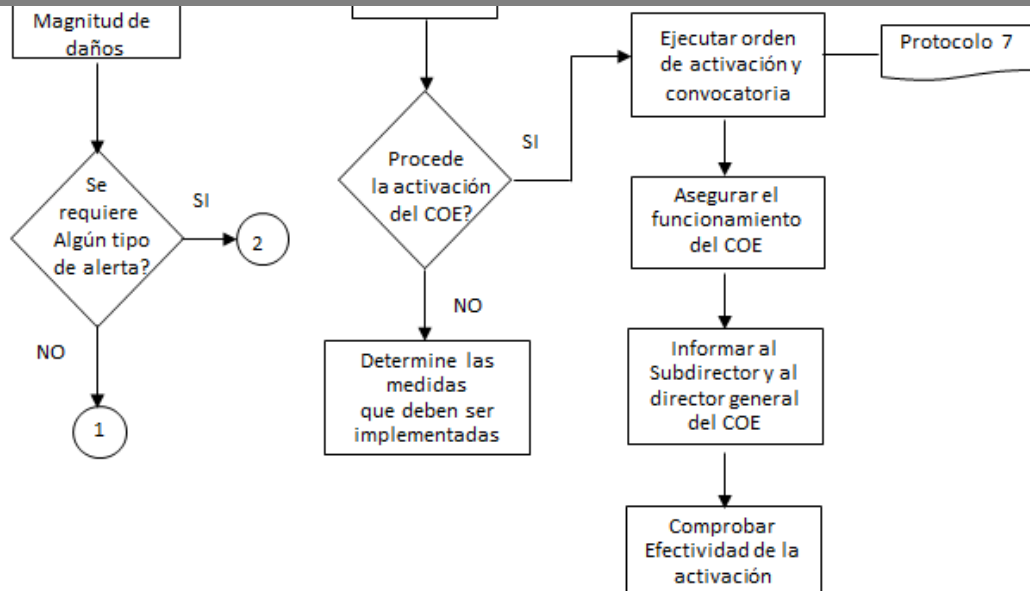 Magnitud de
daños
Se
requiere
Algún tipo
de alerta?
SI
2
NO
1
Procede
la activación
del COE?
SI
NO
Determine las
medidas
que deben ser
implementadas
Ejecutar orden
de activación y
convocatoria
Protocolo 7
Asegurar el
funcionamiento
del COE
Informar al
Subdirector y al
director general
del COE
Comprobar
Efectividad de la
activación